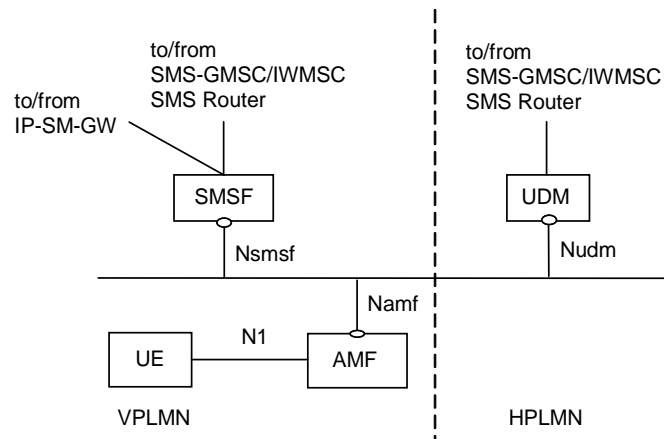 to/from
SMS-GMSC/IWMSC
SMS Router
to/from
IP-SM-GW
SMSF
Nsmsf
to/from
SMS-GMSC/IWMSC
SMS Router
UDM
Nudm
Namf
UE
N1
AMF
VPLMN
HPLMN